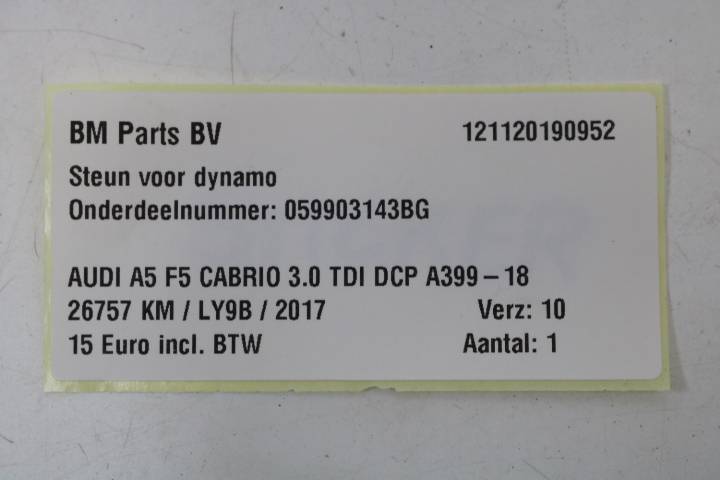 BM Parts BV 121120190952
Steun voor dynamo
Onderdeelnummer: 059903143BG
AUDI A5 F5 CABRIO 3.0 TDI DCP A399 – 18
26757 KM / LY9B / 2017 Verz: 10
15 Euro incl. BTW Aantal: 1